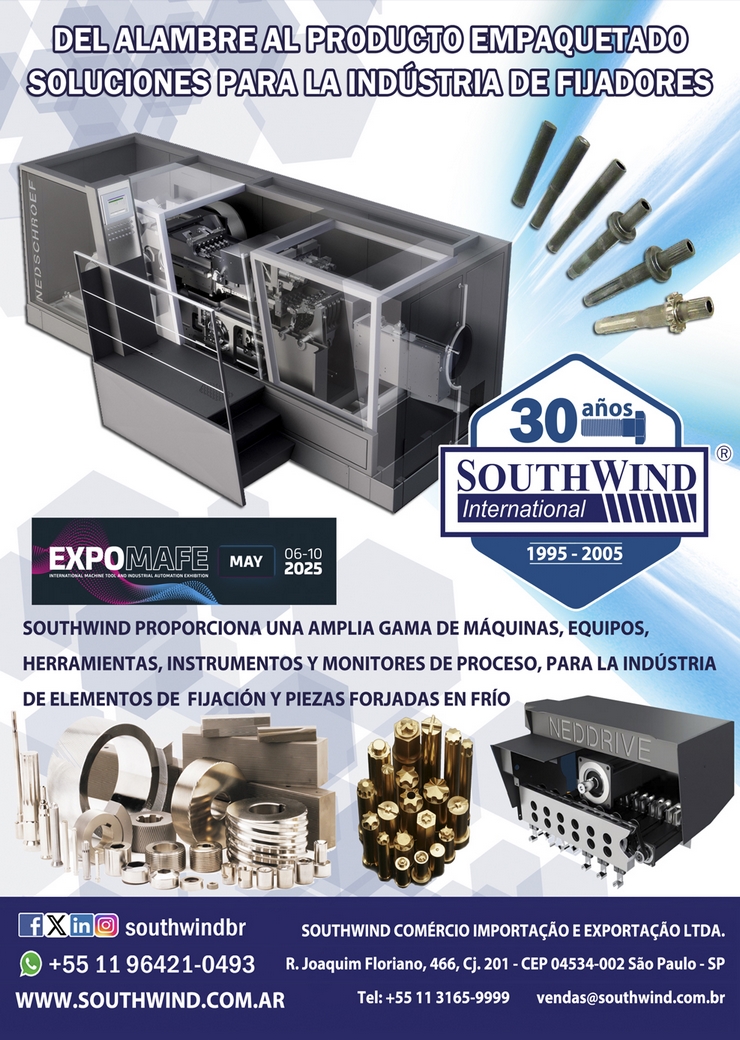 DEL ALAMBRE AL PRODUCTO EMPAQUETADO
SOLUCIONES PARA LA INDÚSTRIA DE FIJADORES
NEDSCHROEF
30 años
SOUTHWIND ®
International
1995 - 2005
EXPOMAFE
INTERNATIONAL MACHINE TOOL AND INDUSTRIAL AUTOMATION EXHIBITION
MAY
06-10
2025
SOUTHWIND PROPORCIONA UNA AMPLIA GAMA DE MÁQUINAS, EQUIPOS,
HERRAMIENTAS, INSTRUMENTOS Y MONITORES DE PROCESO, PARA LA INDÚSTRIA
DE ELEMENTOS DE FIJACIÓN Y PIEZAS FORJADAS EN FRÍO
NEDDRIVE
southwindbr
+55 11 96421-0493
WWW.SOUTHWIND.COM.AR
SOUTHWIND COMÉRCIO IMPORTAÇÃO E EXPORTAÇÃO LTDA.
R. Joaquim Floriano, 466, Cj. 201 - CEP 04534-002 São Paulo - SP
Tel: +55 11 3165-9999 vendas@southwind.com.br